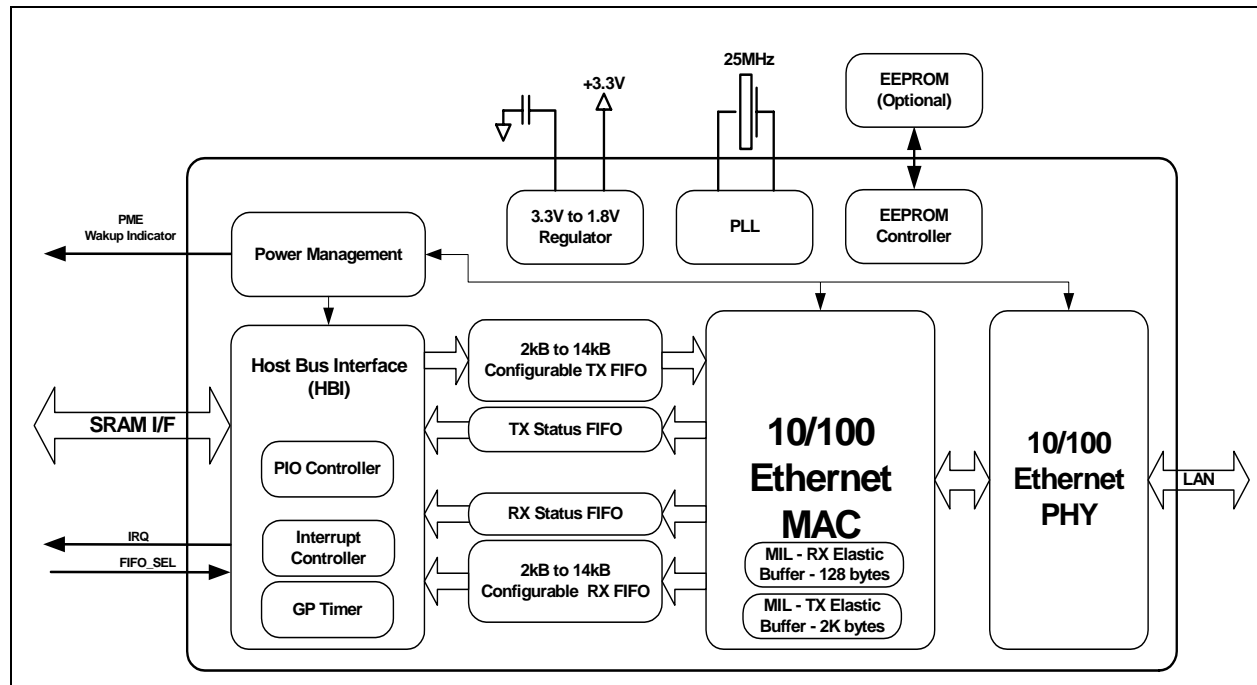 25MHz
+3.3V
EEPROM
(Optional)
3.3V to 1.8V
Regulator
PLL
EEPROM
Controller
PME
Wakup Indicator
Power Management
Host Bus Interface
(HBI)
2kB to 14kB
Configurable TX FIFO
SRAM I/F
TX Status FIFO
PIO Controller
RX Status FIFO
IRQ
FIFO_SEL
Interrupt
Controller
GP Timer
2kB to 14kB
Configurable RX FIFO
10/100
Ethernet
MAC
MIL - RX Elastic
Buffer - 128 bytes
MIL - TX Elastic
Buffer - 2K bytes
10/100
Ethernet
PHY
LAN